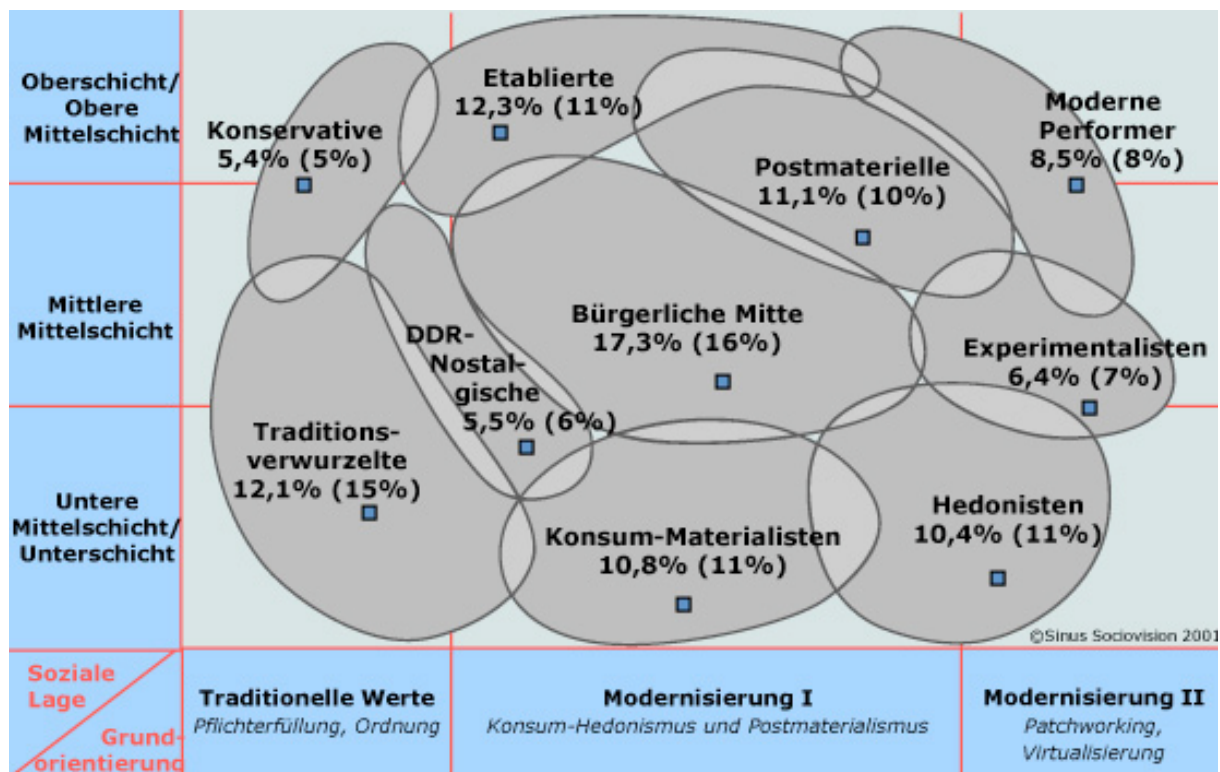 Oberschicht/
Obere
Mittelschicht
Konservative
5,4% (5%)
Etablierte
12,3% (11%)
Postmaterielle
11,1% (10%)
Moderne
Performer
8,5% (8%)
Mittlere
Mittelschicht
DDR-
Nostal-
gische
5,5% (6%)
Bürgerliche Mitte
17,3% (16%)
Experimentalisten
6,4% (7%)
Untere
Mittelschicht/
Unterschicht
Traditions-
verwurzelte
12,1% (15%)
Konsum-Materialisten
10,8% (11%)
Hedonisten
10,4% (11%)
©Sinus Sociovision 2001
Soziale
Lage
Grund-
orientierung
Traditionelle Werte
Pflichterfüllung, Ordnung
Modernisierung I
Konsum-Hedonismus und Postmaterialismus
Modernisierung II
Patchworking,
Virtualisierung